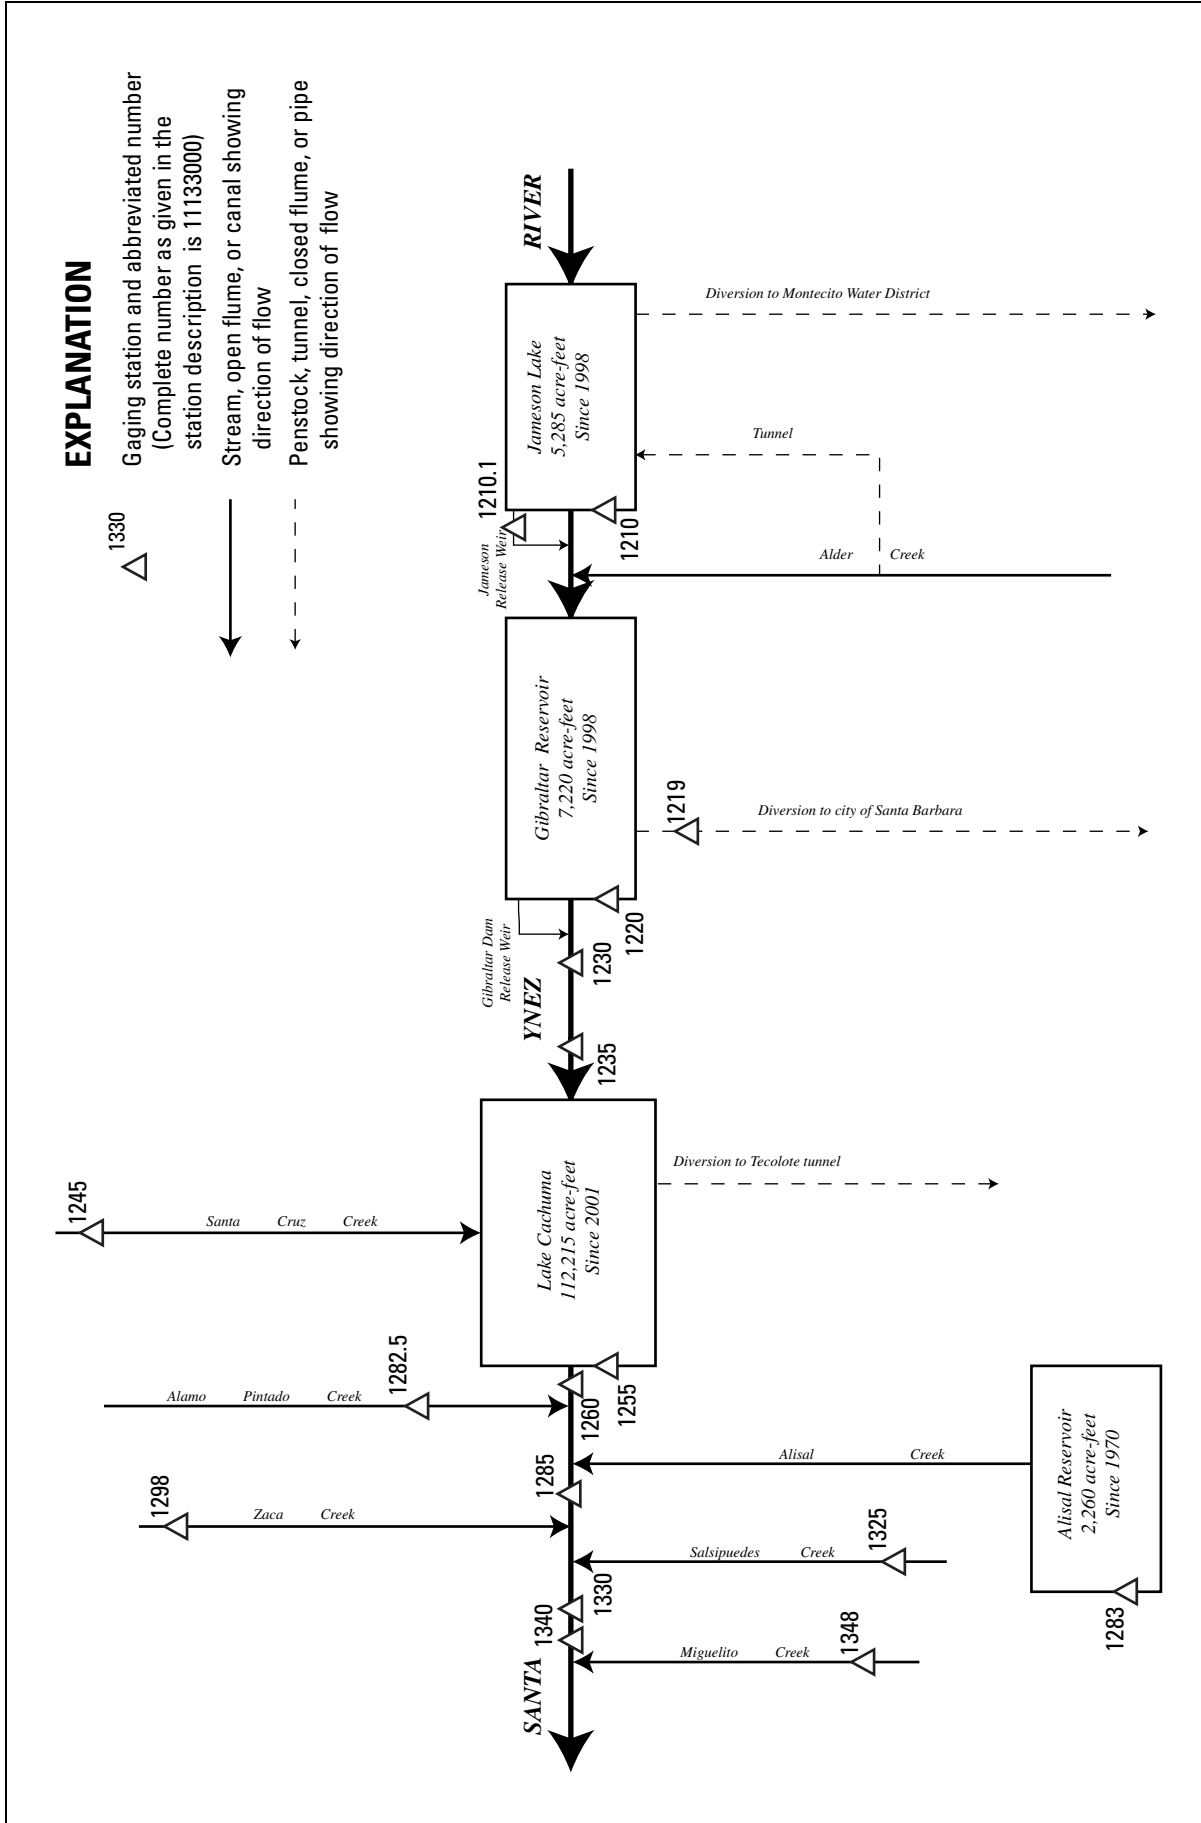 EXPLANATION
1330
Gaging station and abbreviated number
(Complete number as given in the
station description is 11133000)
Stream, open flume, or canal showing
direction of flow
Penstock, tunnel, closed flume, or pipe
showing direction of flow
1245
Santa Cruz Creek
1282.5
Alamo Pintado Creek
1298
Zaca Creek
SANTA
YNEZ
RIVER
1340
1330
1285
1260
1255
Lake Cachuma
112,215 acre-feet
Since 2001
1235
1230
Gibraltar Dam
Release Weir
1220
Gibraltar Reservoir
7,220 acre-feet
Since 1998
Jameson
Release Weir
1210.1
1210
Jameson Lake
5,285 acre-feet
Since 1998
Miguelito Creek
1348
Salsipuedes Creek
1325
Alisal Creek
1283
Alisal Reservoir
2,260 acre-feet
Since 1970
Diversion to Tecolote tunnel
1219
Diversion to city of Santa Barbara
Alder Creek
Tunnel
Diversion to Montecito Water District